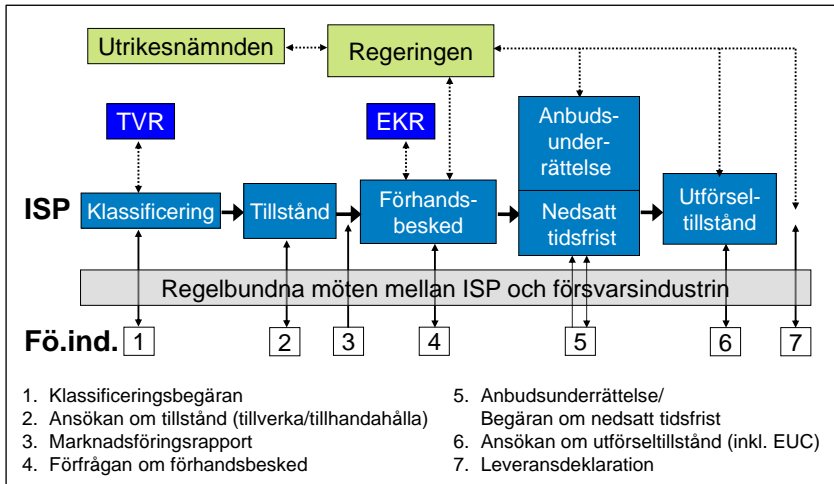 Utrikesnämnden
Regeringen
TVR
EKR
Anbuds-
under-
rättelse
ISP
Klassificering
Tillstånd
Förhands-
besked
Nedsatt
tidsfrist
Utförsel-
tillstånd
Regelbundna möten mellan ISP och försvarsindustrin
Fö.ind. 1 2 3 4 5 6 7
1. Klassificeringsbegäran
2. Ansökan om tillstånd (tillverka/tillhandahålla)
3. Marknadsföringsrapport
4. Förfrågan om förhandsbesked
5. Anbudsunderrättelse/
Begäran om nedsatt tidsfrist
6. Ansökan om utförseltillstånd (inkl. EUC)
7. Leveransdeklaration